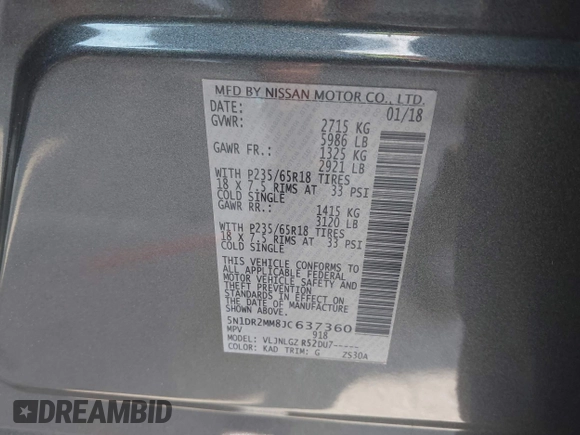 MFD BY NISSAN MOTOR CO., LTD.
DATE: 01/18
GVWR: 2715 KG
5986 LB
GAWR FR.: 1325 KG
2921 LB
WITH P235/65R18 TIRES
18 X 7.5 RIMS AT 33 PSI
COLD SINGLE
GAWR RR.: 1415 KG
3120 LB
WITH P235/65R18 TIRES
18 X 7.5 RIMS AT 33 PSI
COLD SINGLE
THIS VEHICLE CONFORMS TO
ALL APPLICABLE FEDERAL
MOTOR VEHICLE SAFETY AND
THEFT PREVENTION
STANDARDS IN EFFECT ON
THE DATE OF MANUFACTURE
SHOWN ABOVE.
5N1DR2MM8JC637360
MPV 918
MODEL: VLJNLGZ R52DU7-----
COLOR: KAD TRIM: G ZS30A
DREAMBID